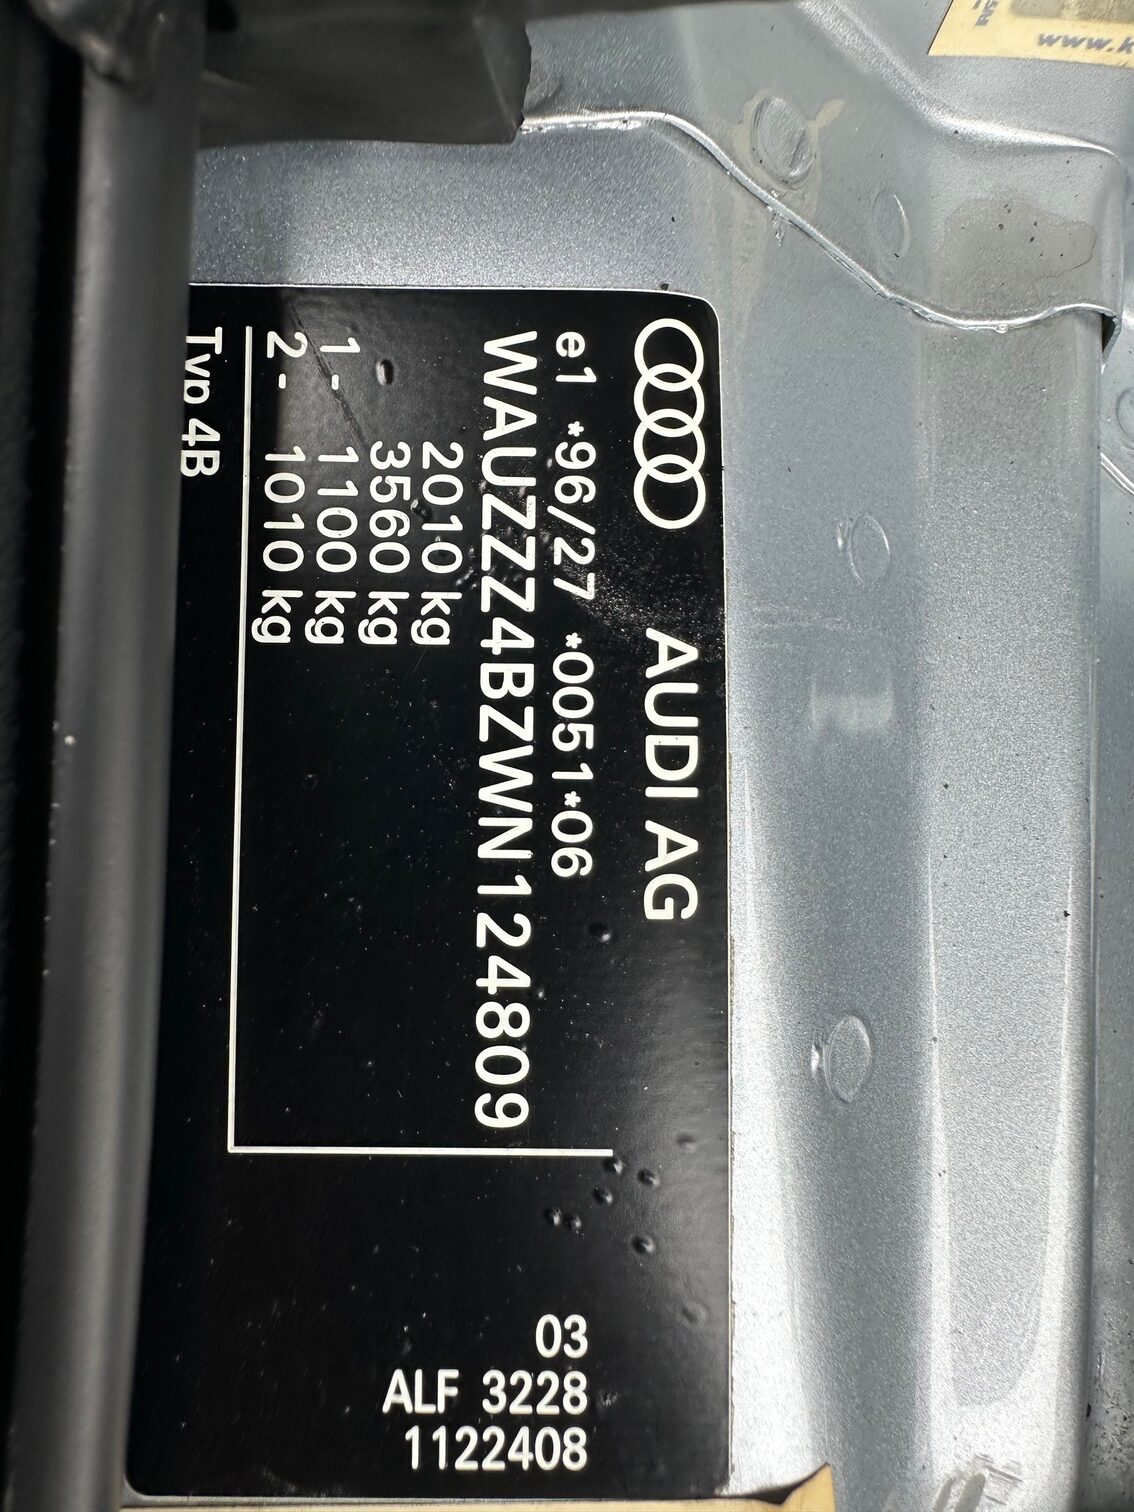 AUDI AG
e1 *96/27 *0051*06
WAUZZZ4BZWN124809
2010 kg
3560 kg
1- 1100 kg
2- 1010 kg
Typ 4B
03
ALF 3228
1122408
www.k